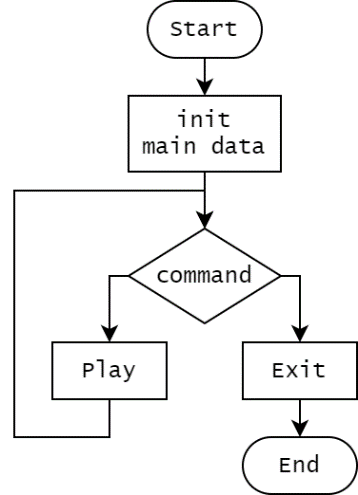 Start
init
main data
command
Play
Exit
End